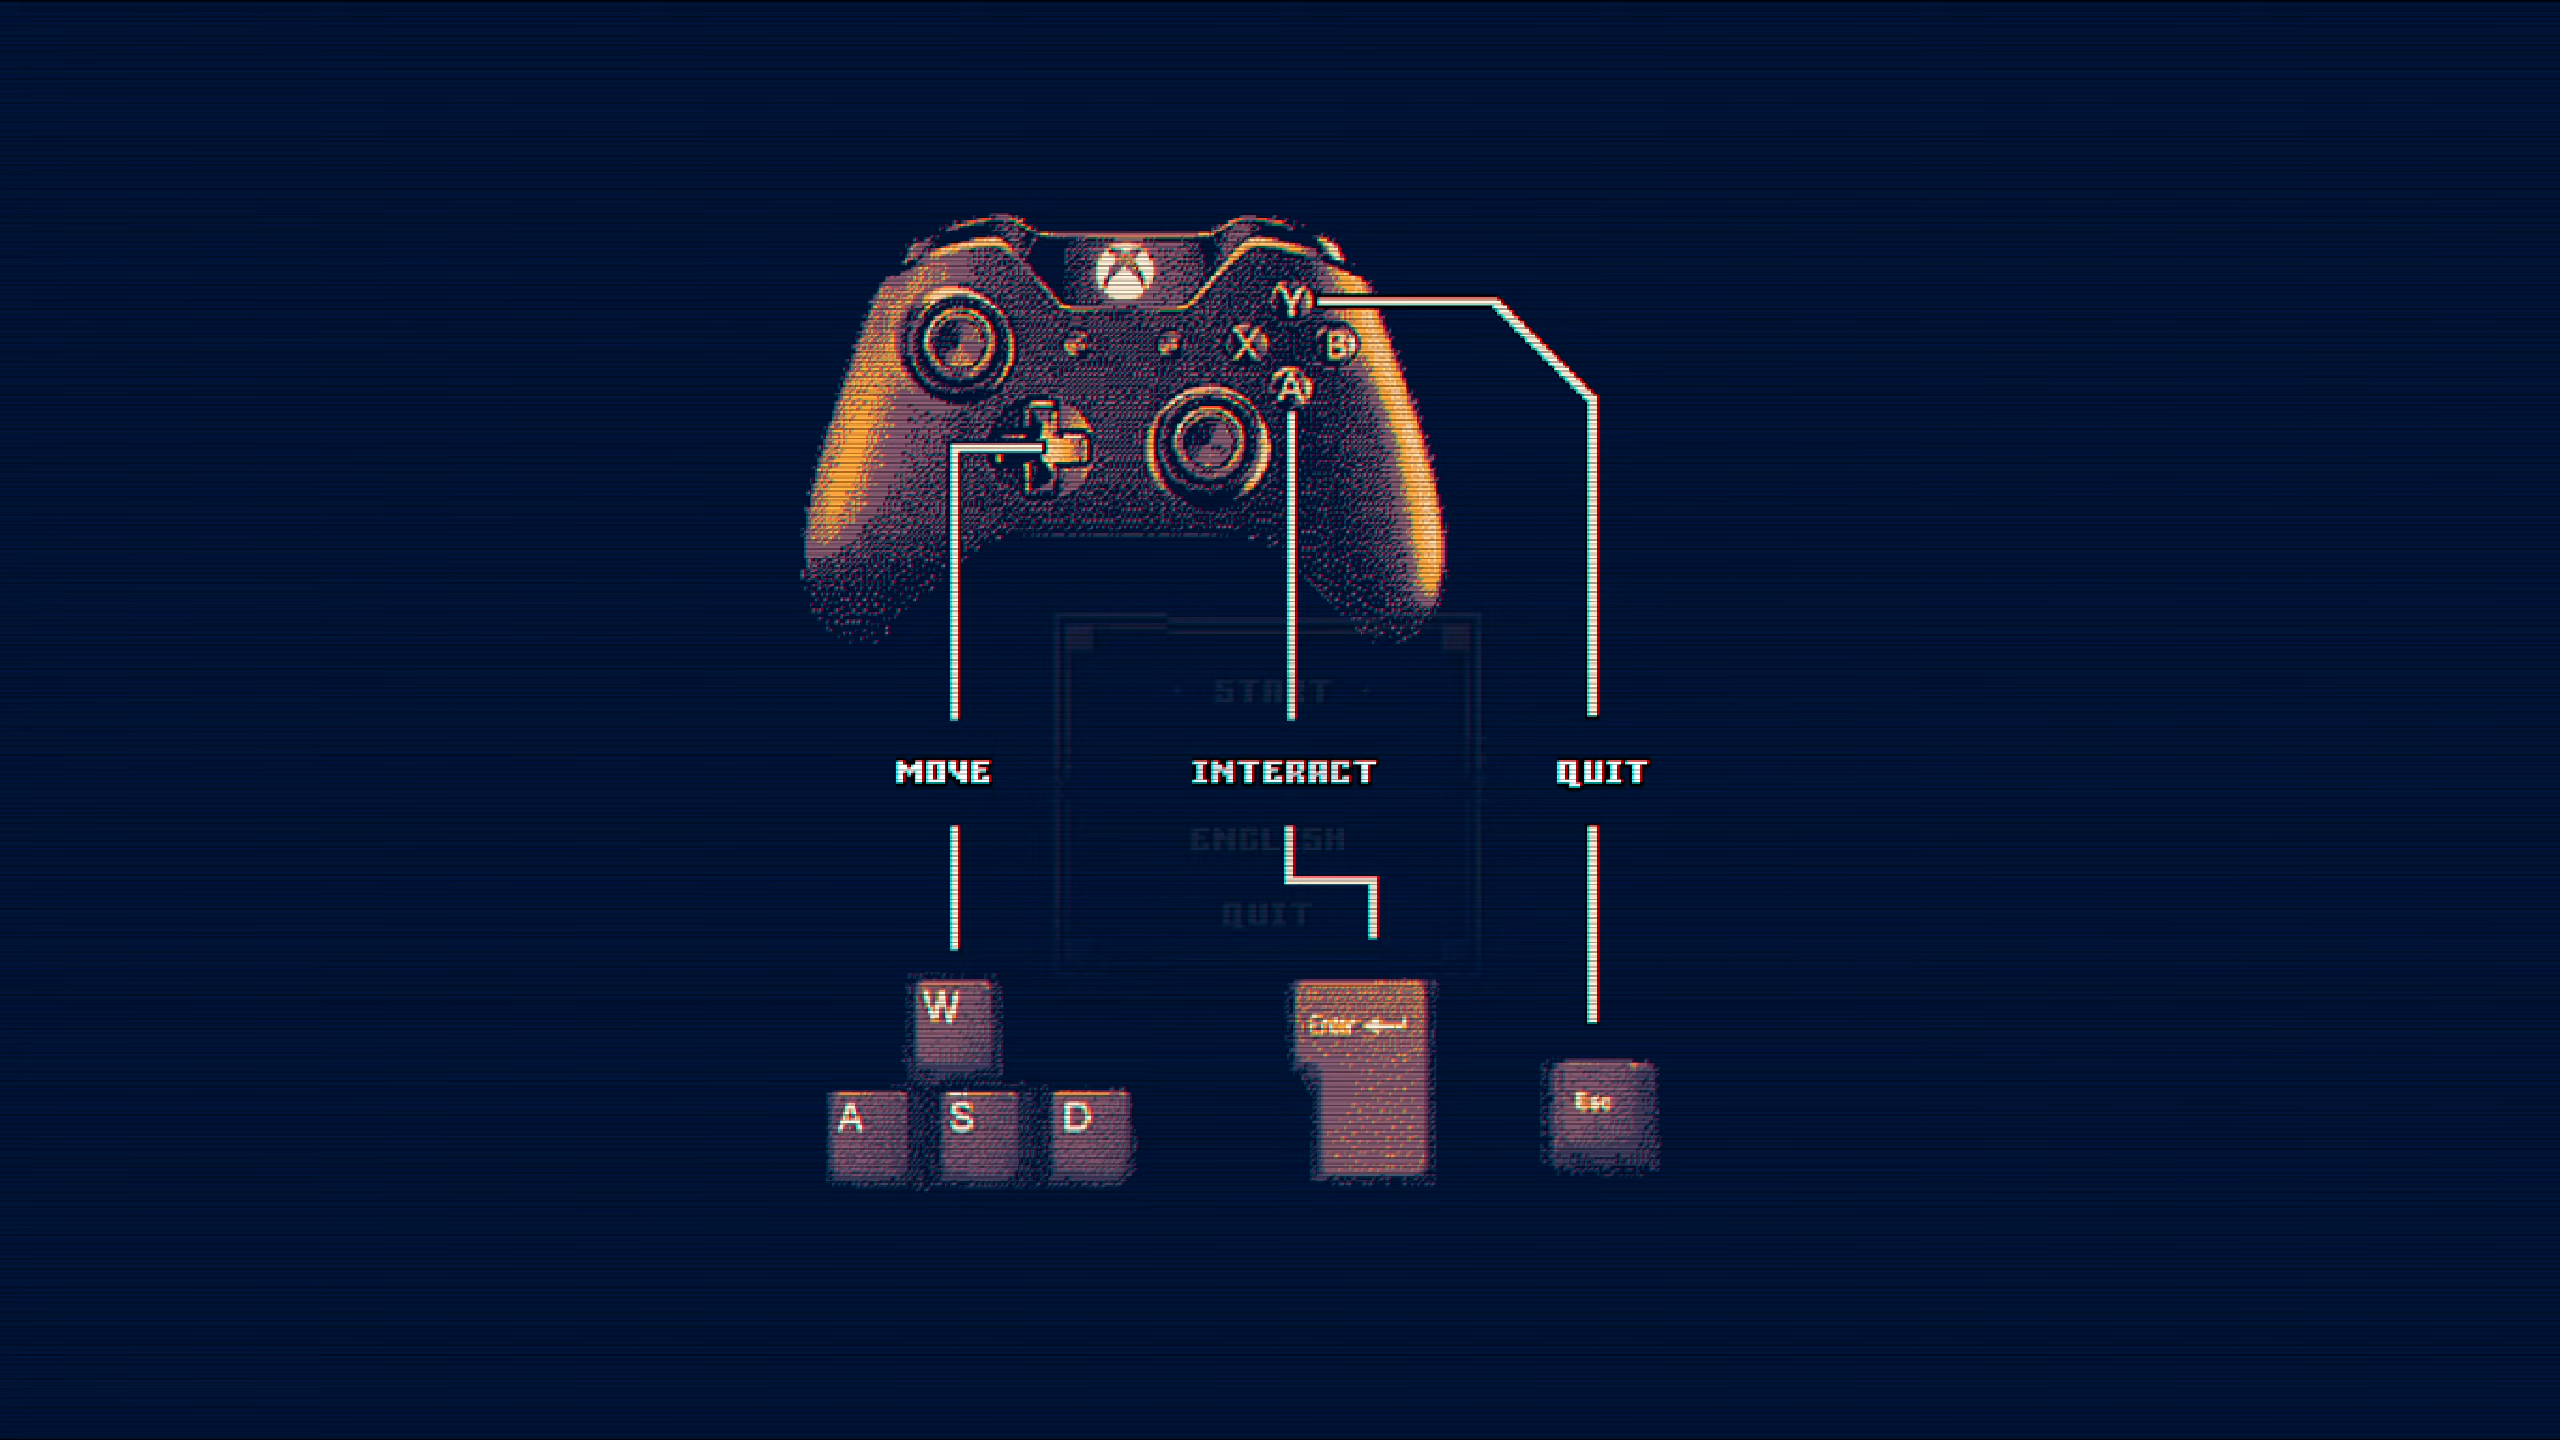 Y
X B
A
· START ·
MOVE INTERACT QUIT
ENGLISH
QUIT
W
Enter
A S D
Esc